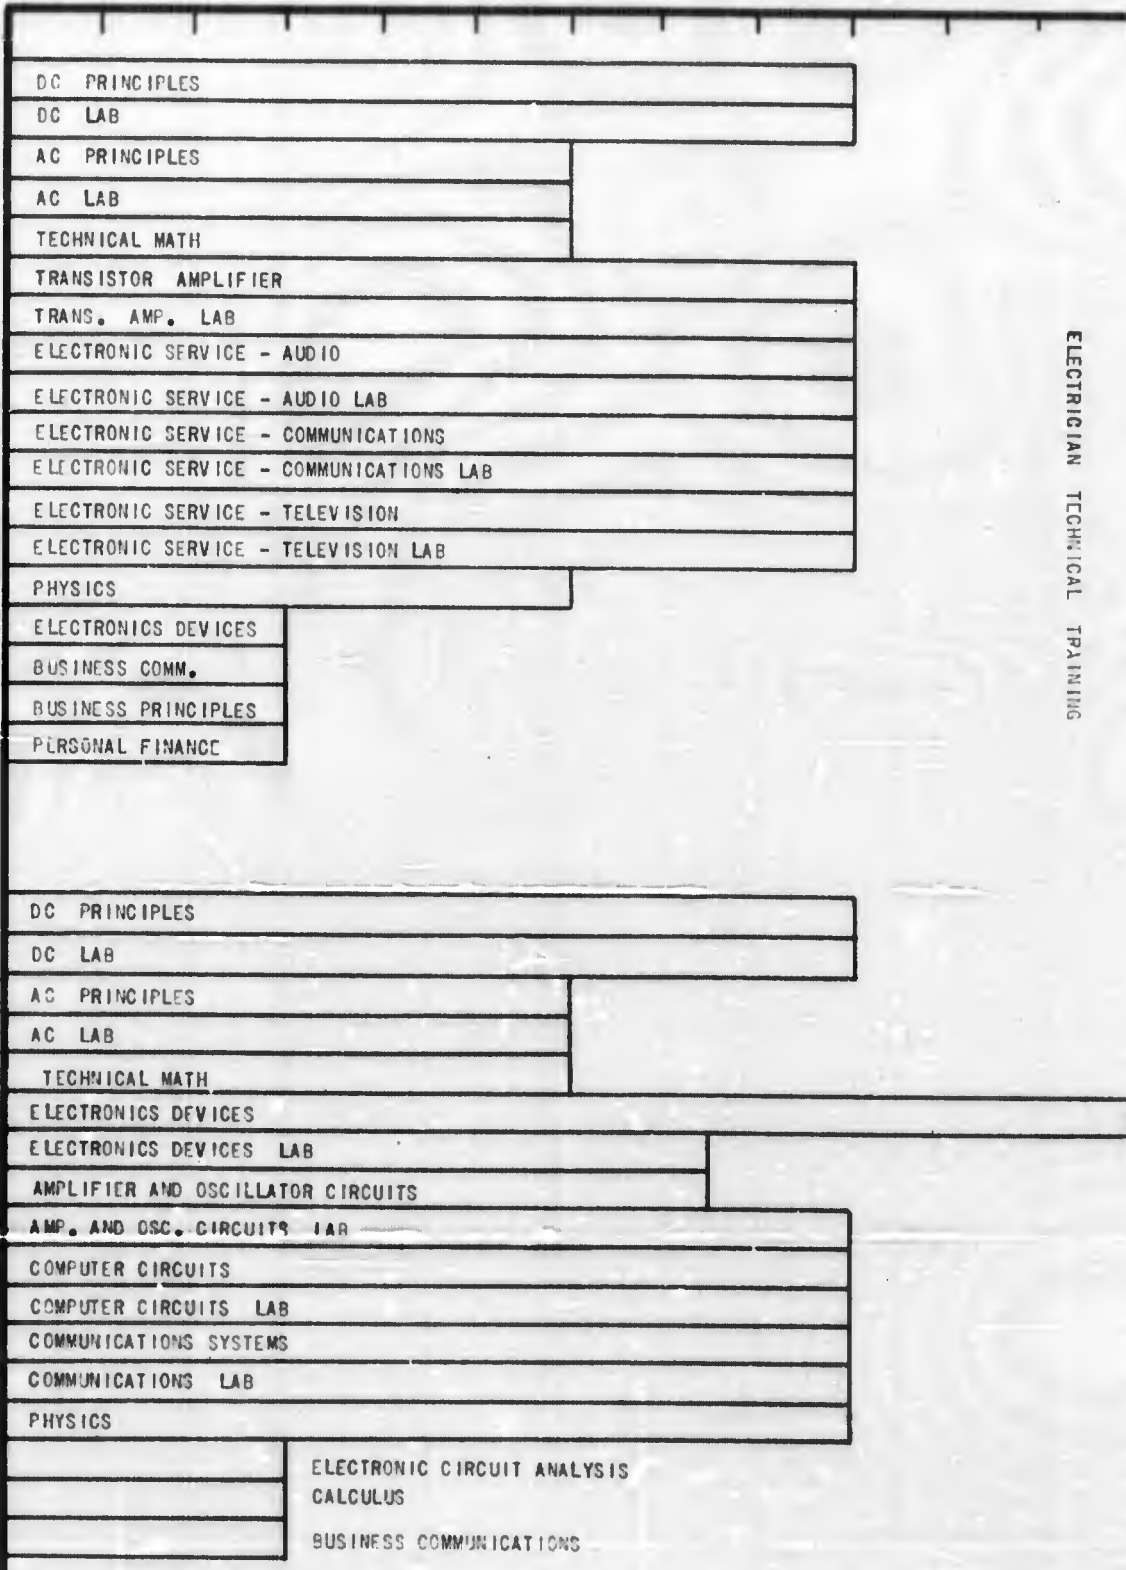 DC PRINCIPLES
DC LAB
AC PRINCIPLES
AC LAB
TECHNICAL MATH
TRANSISTOR AMPLIFIER
TRANS. AMP. LAB
ELECTRONIC SERVICE - AUDIO
ELECTRONIC SERVICE - AUDIO LAB
ELECTRONIC SERVICE - COMMUNICATIONS
ELECTRONIC SERVICE - COMMUNICATIONS LAB
ELECTRONIC SERVICE - TELEVISION
ELECTRONIC SERVICE - TELEVISION LAB
PHYSICS
ELECTRONICS DEVICES
BUSINESS COMM.
BUSINESS PRINCIPLES
PERSONAL FINANCE
ELECTRICIAN TECHNICAL TRAINING
DC PRINCIPLES
DC LAB
AC PRINCIPLES
AC LAB
TECHNICAL MATH
ELECTRONICS DEVICES
ELECTRONICS DEVICES LAB
AMPLIFIER AND OSCILLATOR CIRCUITS
AMP. AND OSC. CIRCUITS LAB
COMPUTER CIRCUITS
COMPUTER CIRCUITS LAB
COMMUNICATIONS SYSTEMS
COMMUNICATIONS LAB
PHYSICS
ELECTRONIC CIRCUIT ANALYSIS
CALCULUS
BUSINESS COMMUNICATIONS